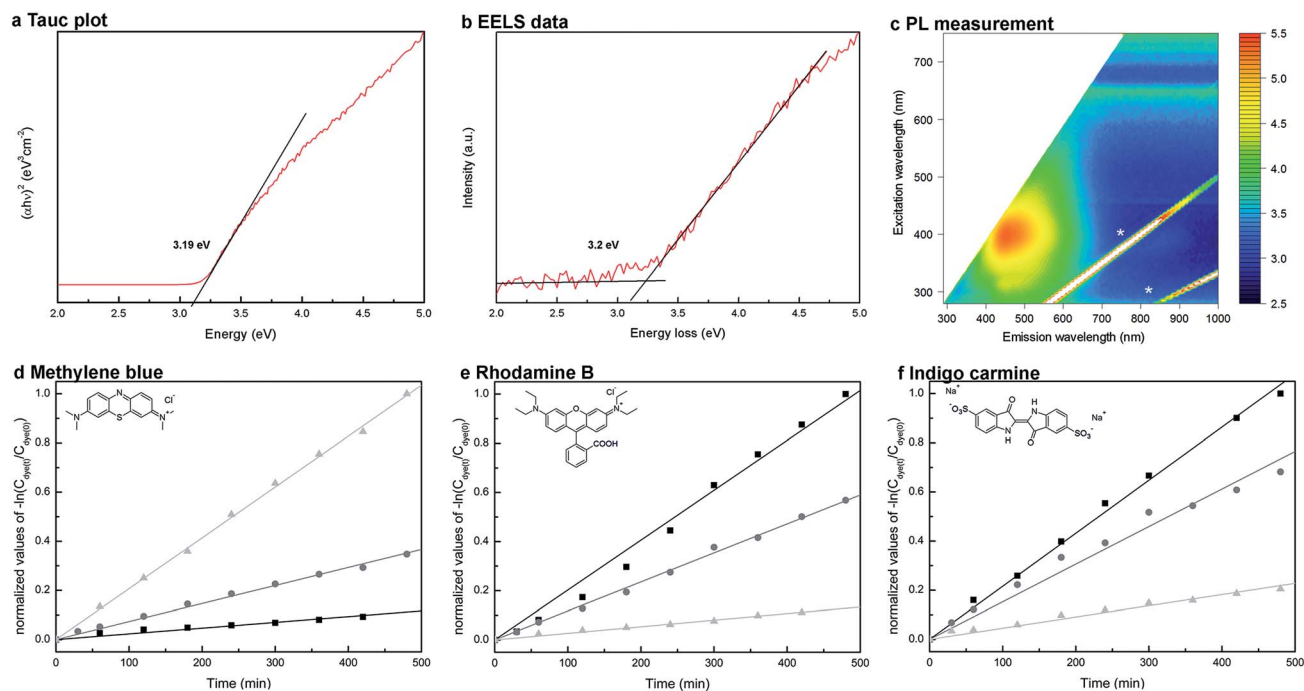 a Tauc plot
(αhν)² (eV³cm⁻²)
3.19 eV
2.0 2.5 3.0 3.5 4.0 4.5 5.0
Energy (eV)
b EELS data
Intensity (a.u.)
3.2 eV
2.0 2.5 3.0 3.5 4.0 4.5 5.0
Energy loss (eV)
c PL measurement
Excitation wavelength (nm)
700
600
500
400
300
*
*
300 400 500 600 700 800 900 1000
Emission wavelength (nm)
5.5
5.0
4.5
4.0
3.5
3.0
2.5
d Methylene blue
normalized values of -ln(C_dye(t)/C_dye(0))
1.0
0.8
0.6
0.4
0.2
0.0
N
Cl⁻
N S N⁺
0 100 200 300 400 500
Time (min)
e Rhodamine B
normalized values of -ln(C_dye(t)/C_dye(0))
1.0
0.8
0.6
0.4
0.2
0.0
Cl⁻
N O N⁺
COOH
0 100 200 300 400 500
Time (min)
f Indigo carmine
normalized values of -ln(C_dye(t)/C_dye(0))
1.0
0.8
0.6
0.4
0.2
0.0
Na⁺
⁻O₃S O H N
Na⁺
N H O SO₃⁻
0 100 200 300 400 500
Time (min)